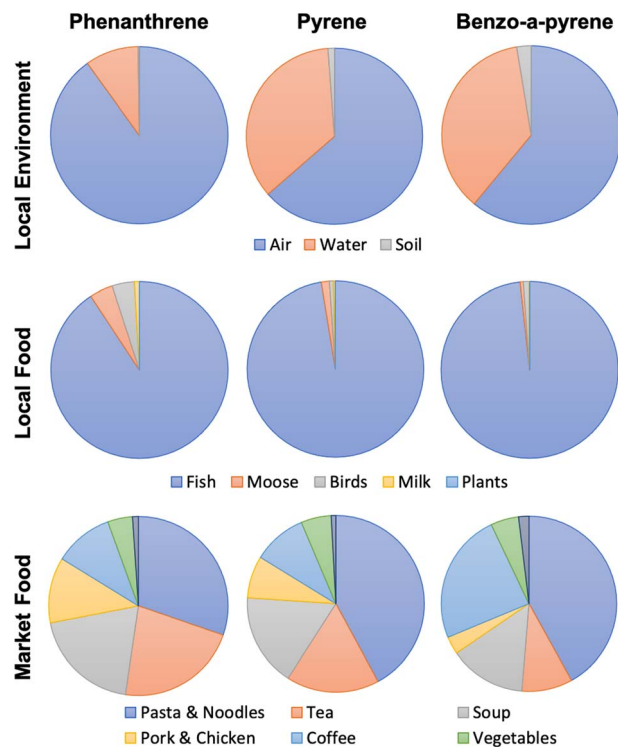 Phenanthrene Pyrene Benzo-a-pyrene
Local Environment
Air Water Soil
Local Food
Fish Moose Birds Milk Plants
Market Food
Pasta & Noodles Tea Soup
Pork & Chicken Coffee Vegetables